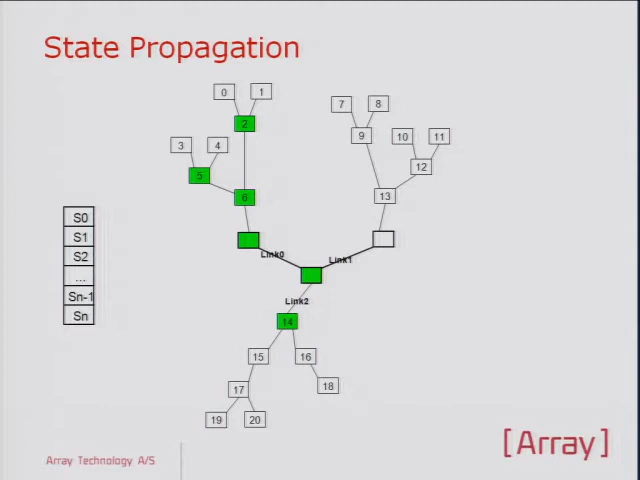 State Propagation
0
1
2
3
4
5
6
7
8
9
10
11
12
13
Link0
Link1
Link2
14
15
16
17
18
19
20
S0
S1
S2
...
Sn-1
Sn
Array Technology A/S
[Array]